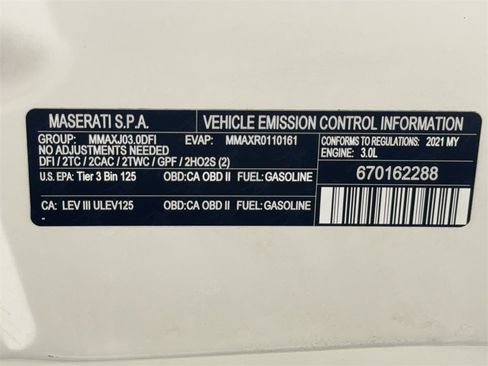 MASERATI S.P.A.
VEHICLE EMISSION CONTROL INFORMATION
GROUP: MMAXJ03.0DFI EVAP: MMAXR0110161
NO ADJUSTMENTS NEEDED
DFI / 2TC / 2CAC / 2TWC / GPF / 2HO2S (2)
CONFORMS TO REGULATIONS: 2021 MY
ENGINE: 3.0L
U.S. EPA: Tier 3 Bin 125 OBD:CA OBD II FUEL:GASOLINE
670162288
CA: LEV III ULEV125 OBD:CA OBD II FUEL:GASOLINE
-